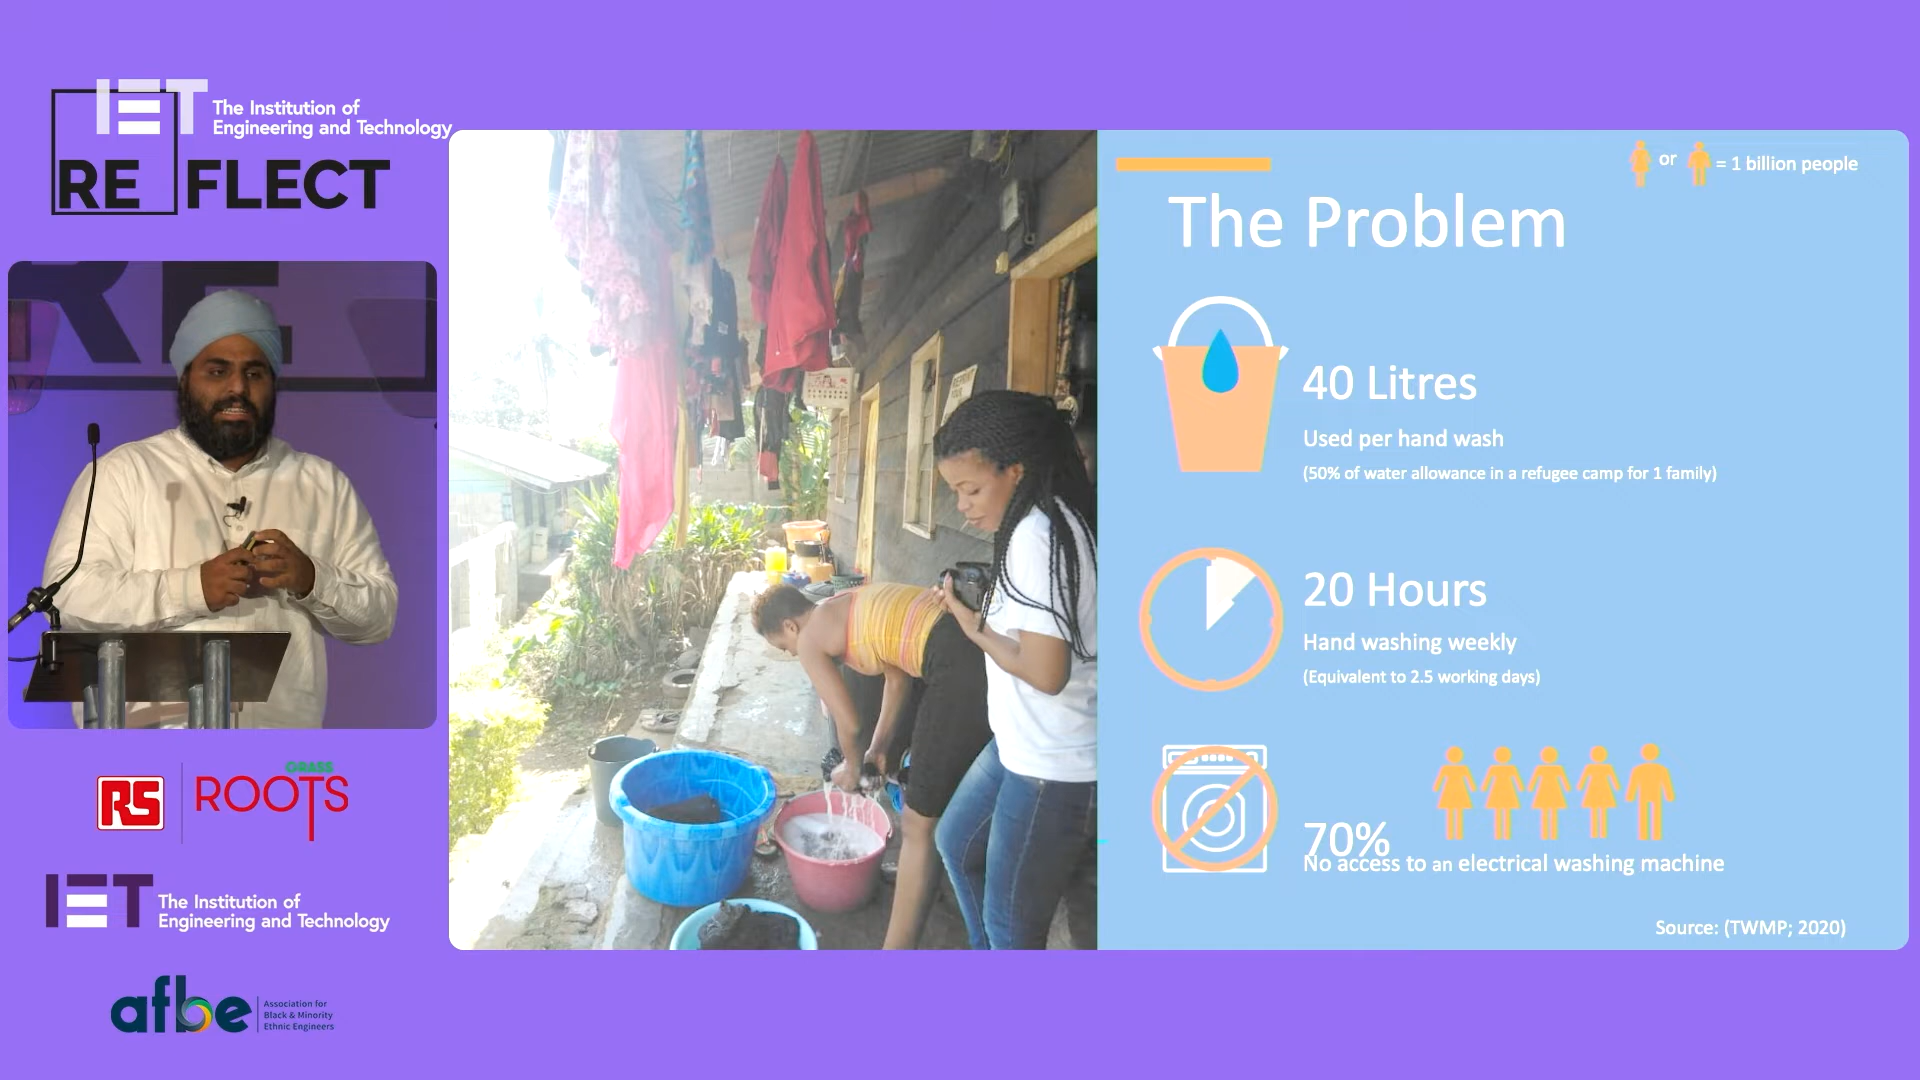 IET The Institution of
Engineering and Technology
RE FLECT
RE
RS
GRASS
ROOTS
IET The Institution of
Engineering and Technology
afbe Association for
Black & Minority
Ethnic Engineers
or = 1 billion people
The Problem
40 Litres
Used per hand wash
(50% of water allowance in a refugee camp for 1 family)
20 Hours
Hand washing weekly
(Equivalent to 2.5 working days)
70%
No access to an electrical washing machine
Source: (TWMP; 2020)